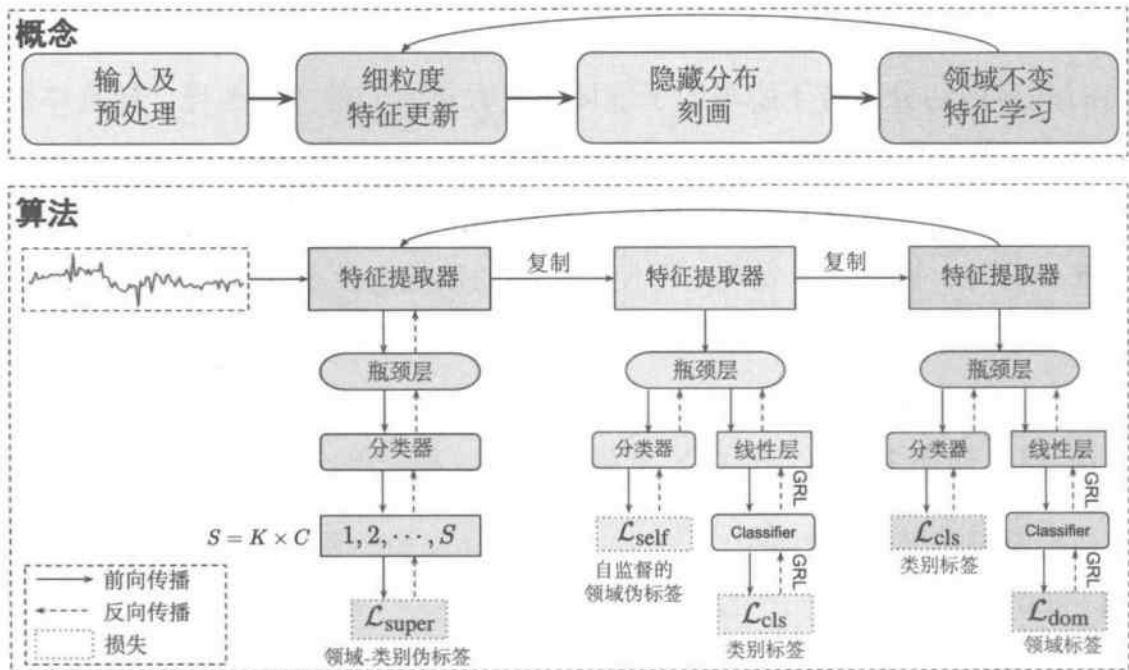 概念
输入及
预处理
细粒度
特征更新
隐藏分布
刻画
领域不变
特征学习
算法
特征提取器
复制
特征提取器
复制
特征提取器
瓶颈层
瓶颈层
瓶颈层
分类器
分类器
线性层
分类器
线性层
GRL
GRL
S = K × C
1, 2, ⋯, S
ℒself
Classifier
ℒcls
Classifier
自监督的
领域伪标签
类别标签
GRL
GRL
前向传播
反向传播
损失
ℒsuper
ℒcls
ℒdom
领域-类别伪标签
类别标签
领域标签